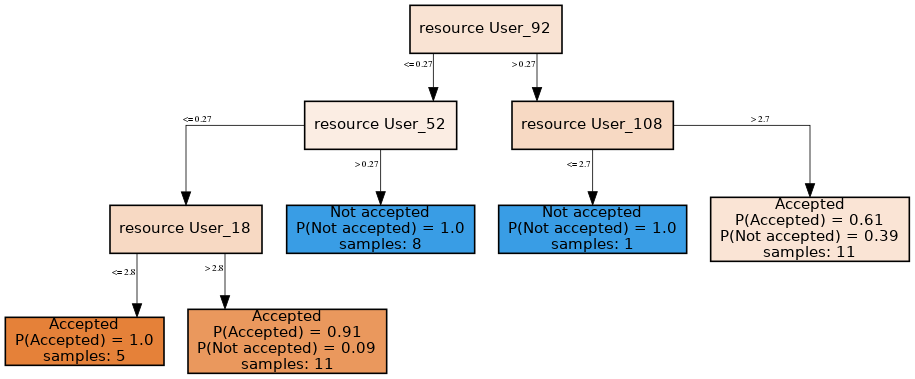 resource User_92
<=0.27
>0.27
resource User_52
resource User_108
<=0.27
>0.27
<=2.7
>2.7
resource User_18
Not accepted
P(Not accepted) = 1.0
samples: 8
Not accepted
P(Not accepted) = 1.0
samples: 1
Accepted
P(Accepted) = 0.61
P(Not accepted) = 0.39
samples: 11
<=2.8
>2.8
Accepted
P(Accepted) = 1.0
samples: 5
Accepted
P(Accepted) = 0.91
P(Not accepted) = 0.09
samples: 11